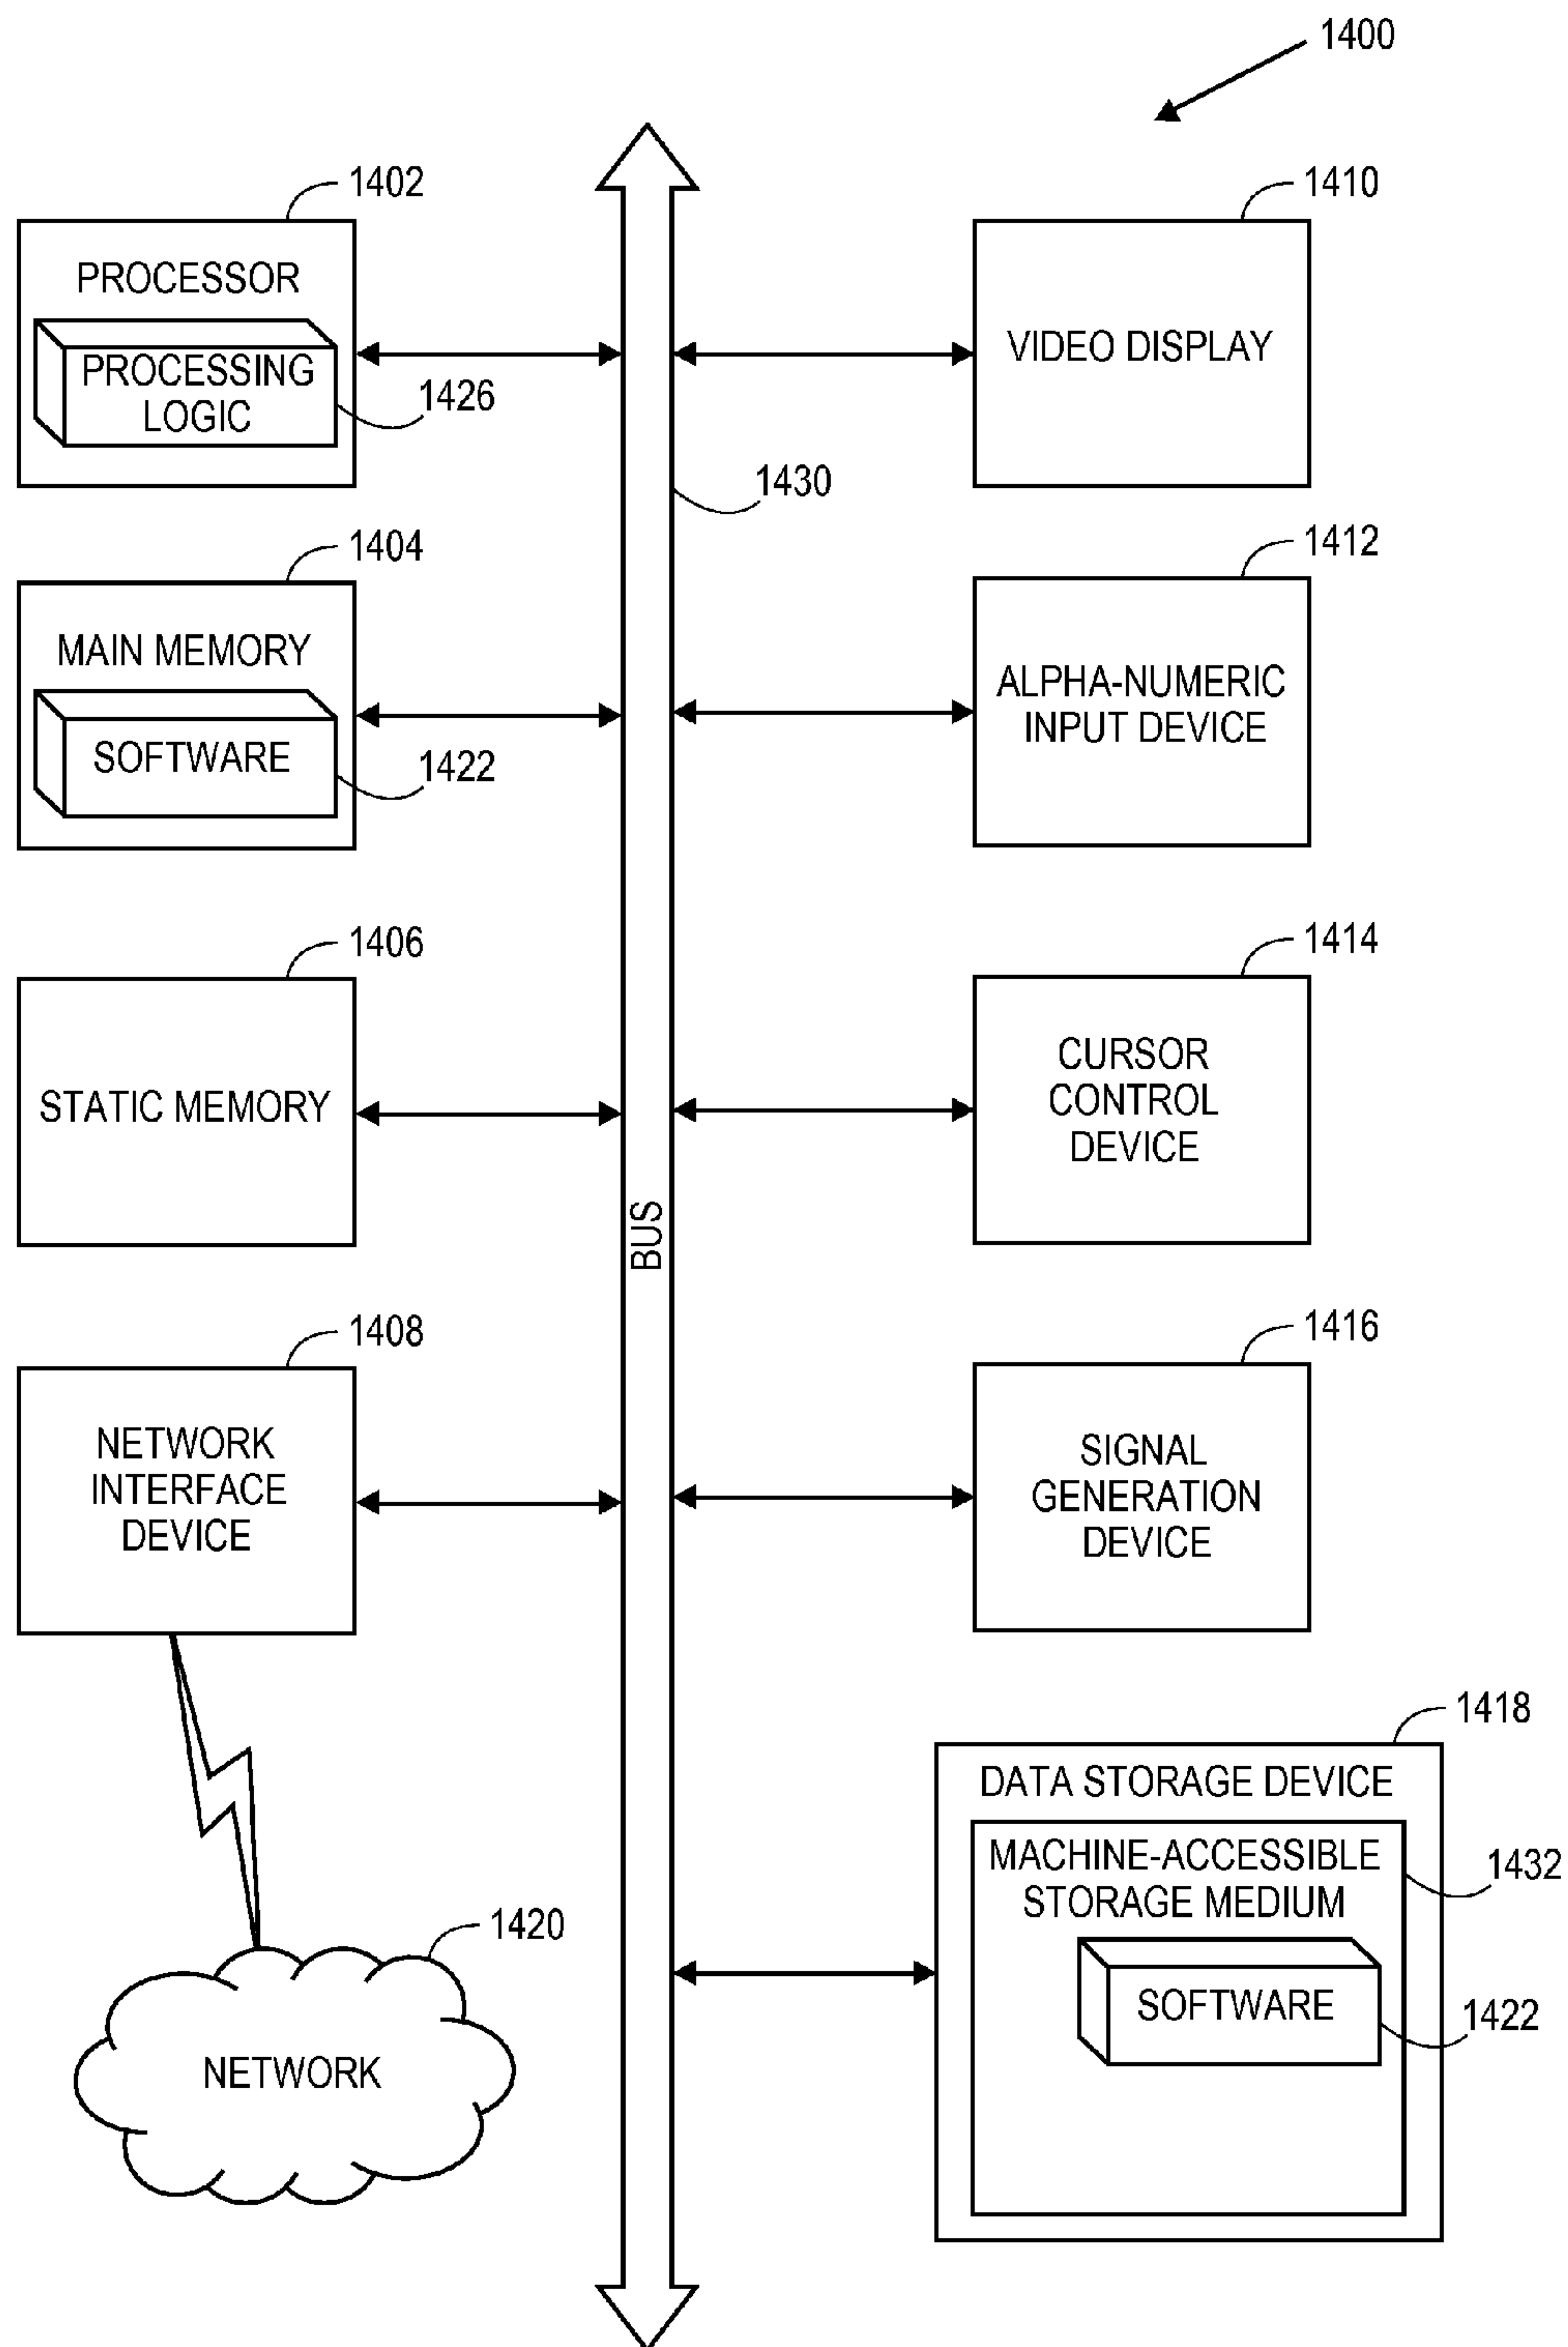 1400
1402
PROCESSOR
PROCESSING
LOGIC
1426
1404
MAIN MEMORY
SOFTWARE
1422
1406
STATIC MEMORY
1408
NETWORK
INTERFACE
DEVICE
1420
NETWORK
1430
BUS
1410
VIDEO DISPLAY
1412
ALPHA-NUMERIC
INPUT DEVICE
1414
CURSOR
CONTROL
DEVICE
1416
SIGNAL
GENERATION
DEVICE
1418
DATA STORAGE DEVICE
MACHINE-ACCESSIBLE
STORAGE MEDIUM
1432
SOFTWARE
1422